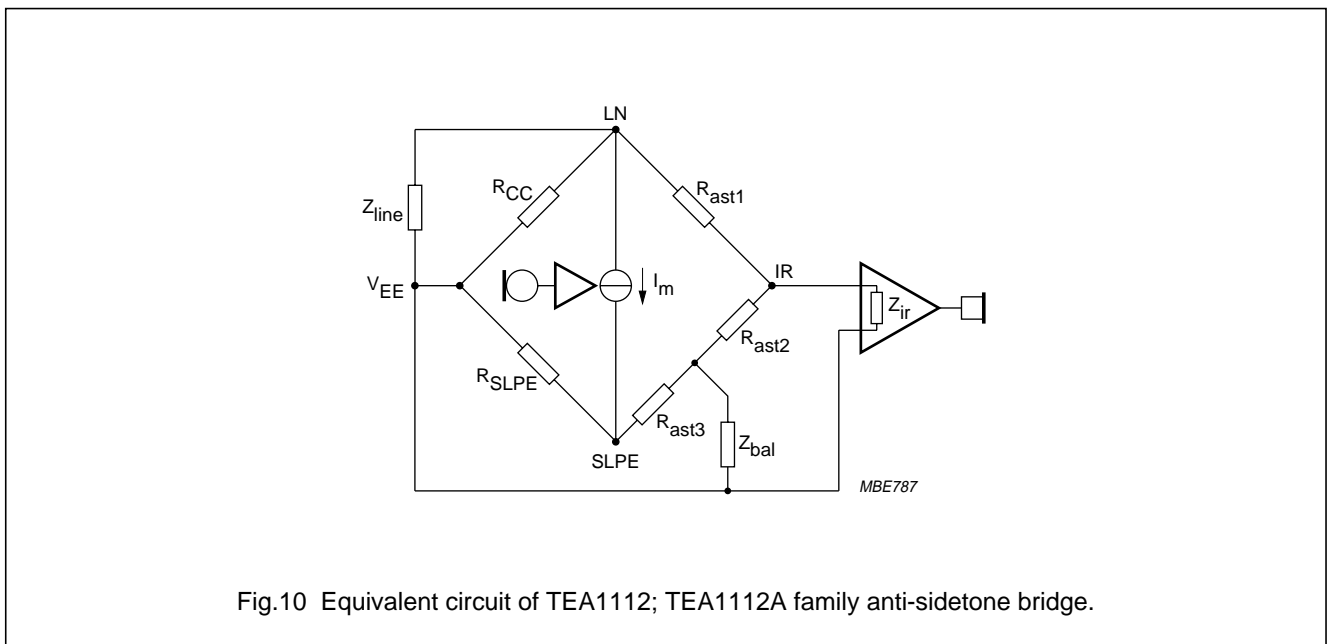 LN
R_CC
R_ast1
Z_line
V_EE
I_m
IR
Z_ir
R_ast2
R_SLPE
R_ast3
Z_bal
SLPE
MBE787
Fig.10 Equivalent circuit of TEA1112; TEA1112A family anti-sidetone bridge.